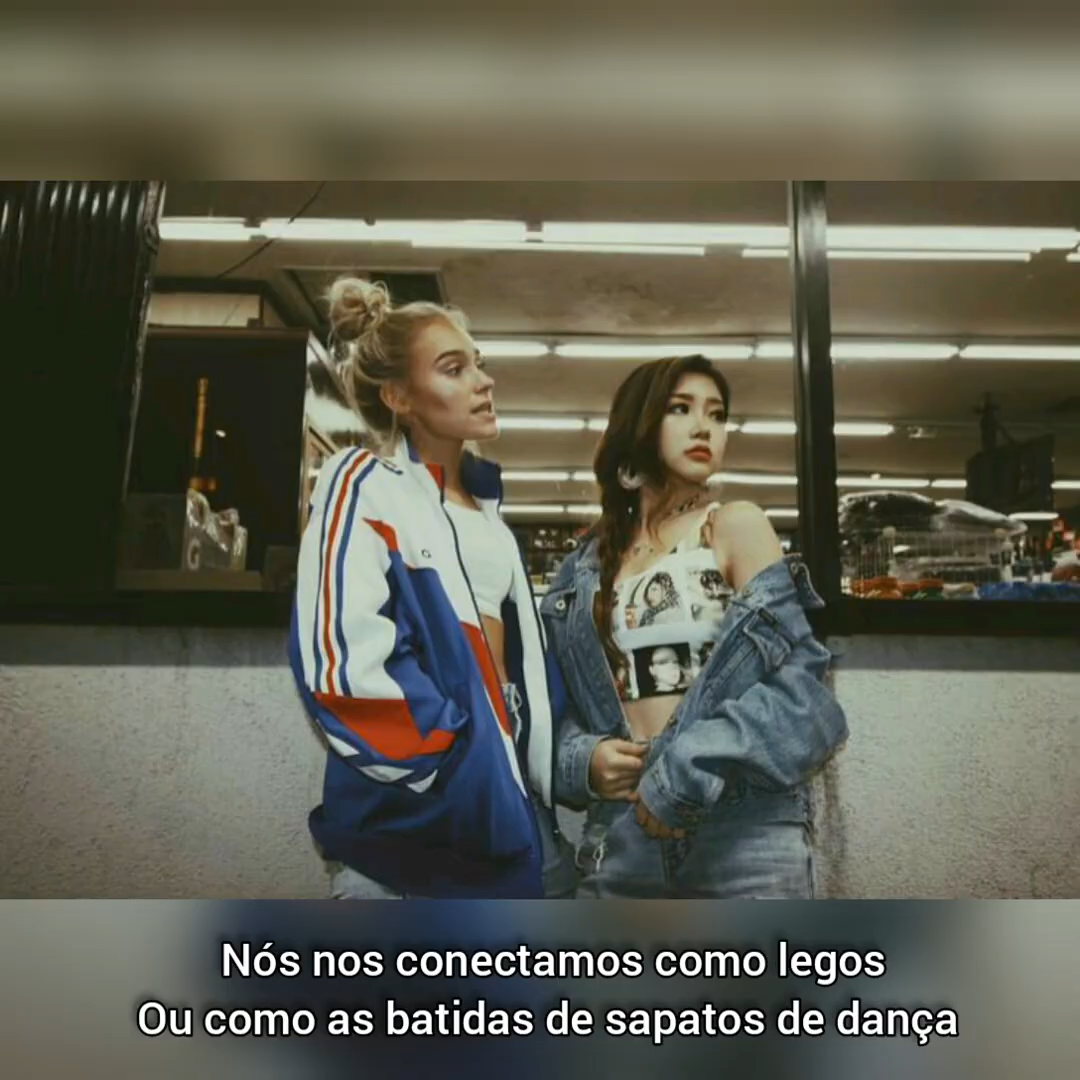 Nós nos conectamos como legos
Ou como as batidas de sapatos de dança